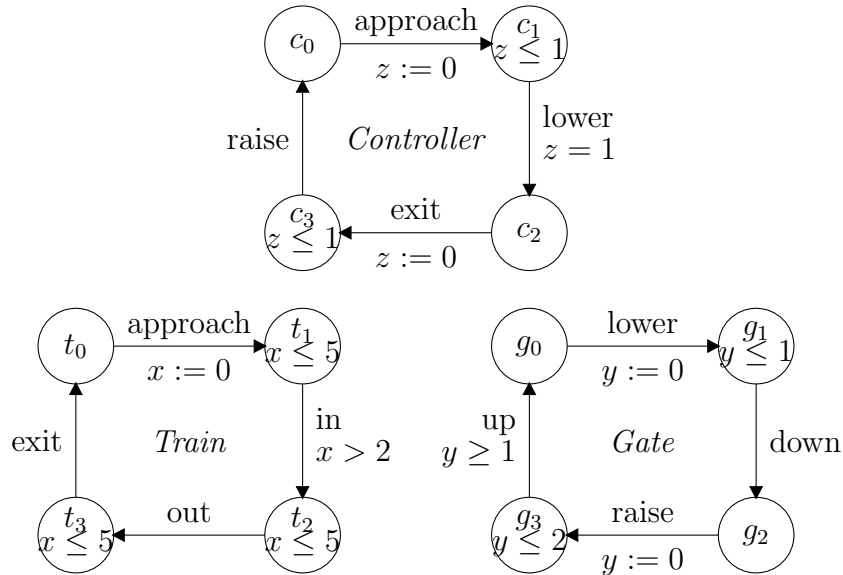 approach
c₀
c₁
z ≤ 1
z := 0
raise
Controller
lower
z = 1
c₃
z ≤ 1
exit
c₂
z := 0
approach
t₀
t₁
x ≤ 5
x := 0
exit
Train
in
x > 2
t₃
x ≤ 5
out
t₂
x ≤ 5
lower
g₀
g₁
y ≤ 1
y := 0
up
y ≥ 1
Gate
down
g₃
y ≤ 2
raise
g₂
y := 0